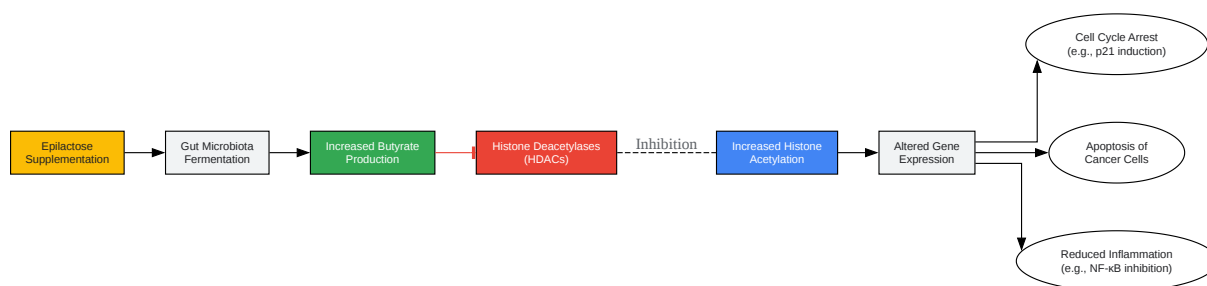 Epilactose
Supplementation
Gut Microbiota
Fermentation
Increased Butyrate
Production
Histone Deacetylases
(HDACs)
Inhibition
Increased Histone
Acetylation
Altered Gene
Expression
Cell Cycle Arrest
(e.g., p21 induction)
Apoptosis of
Cancer Cells
Reduced Inflammation
(e.g., NF-κB inhibition)